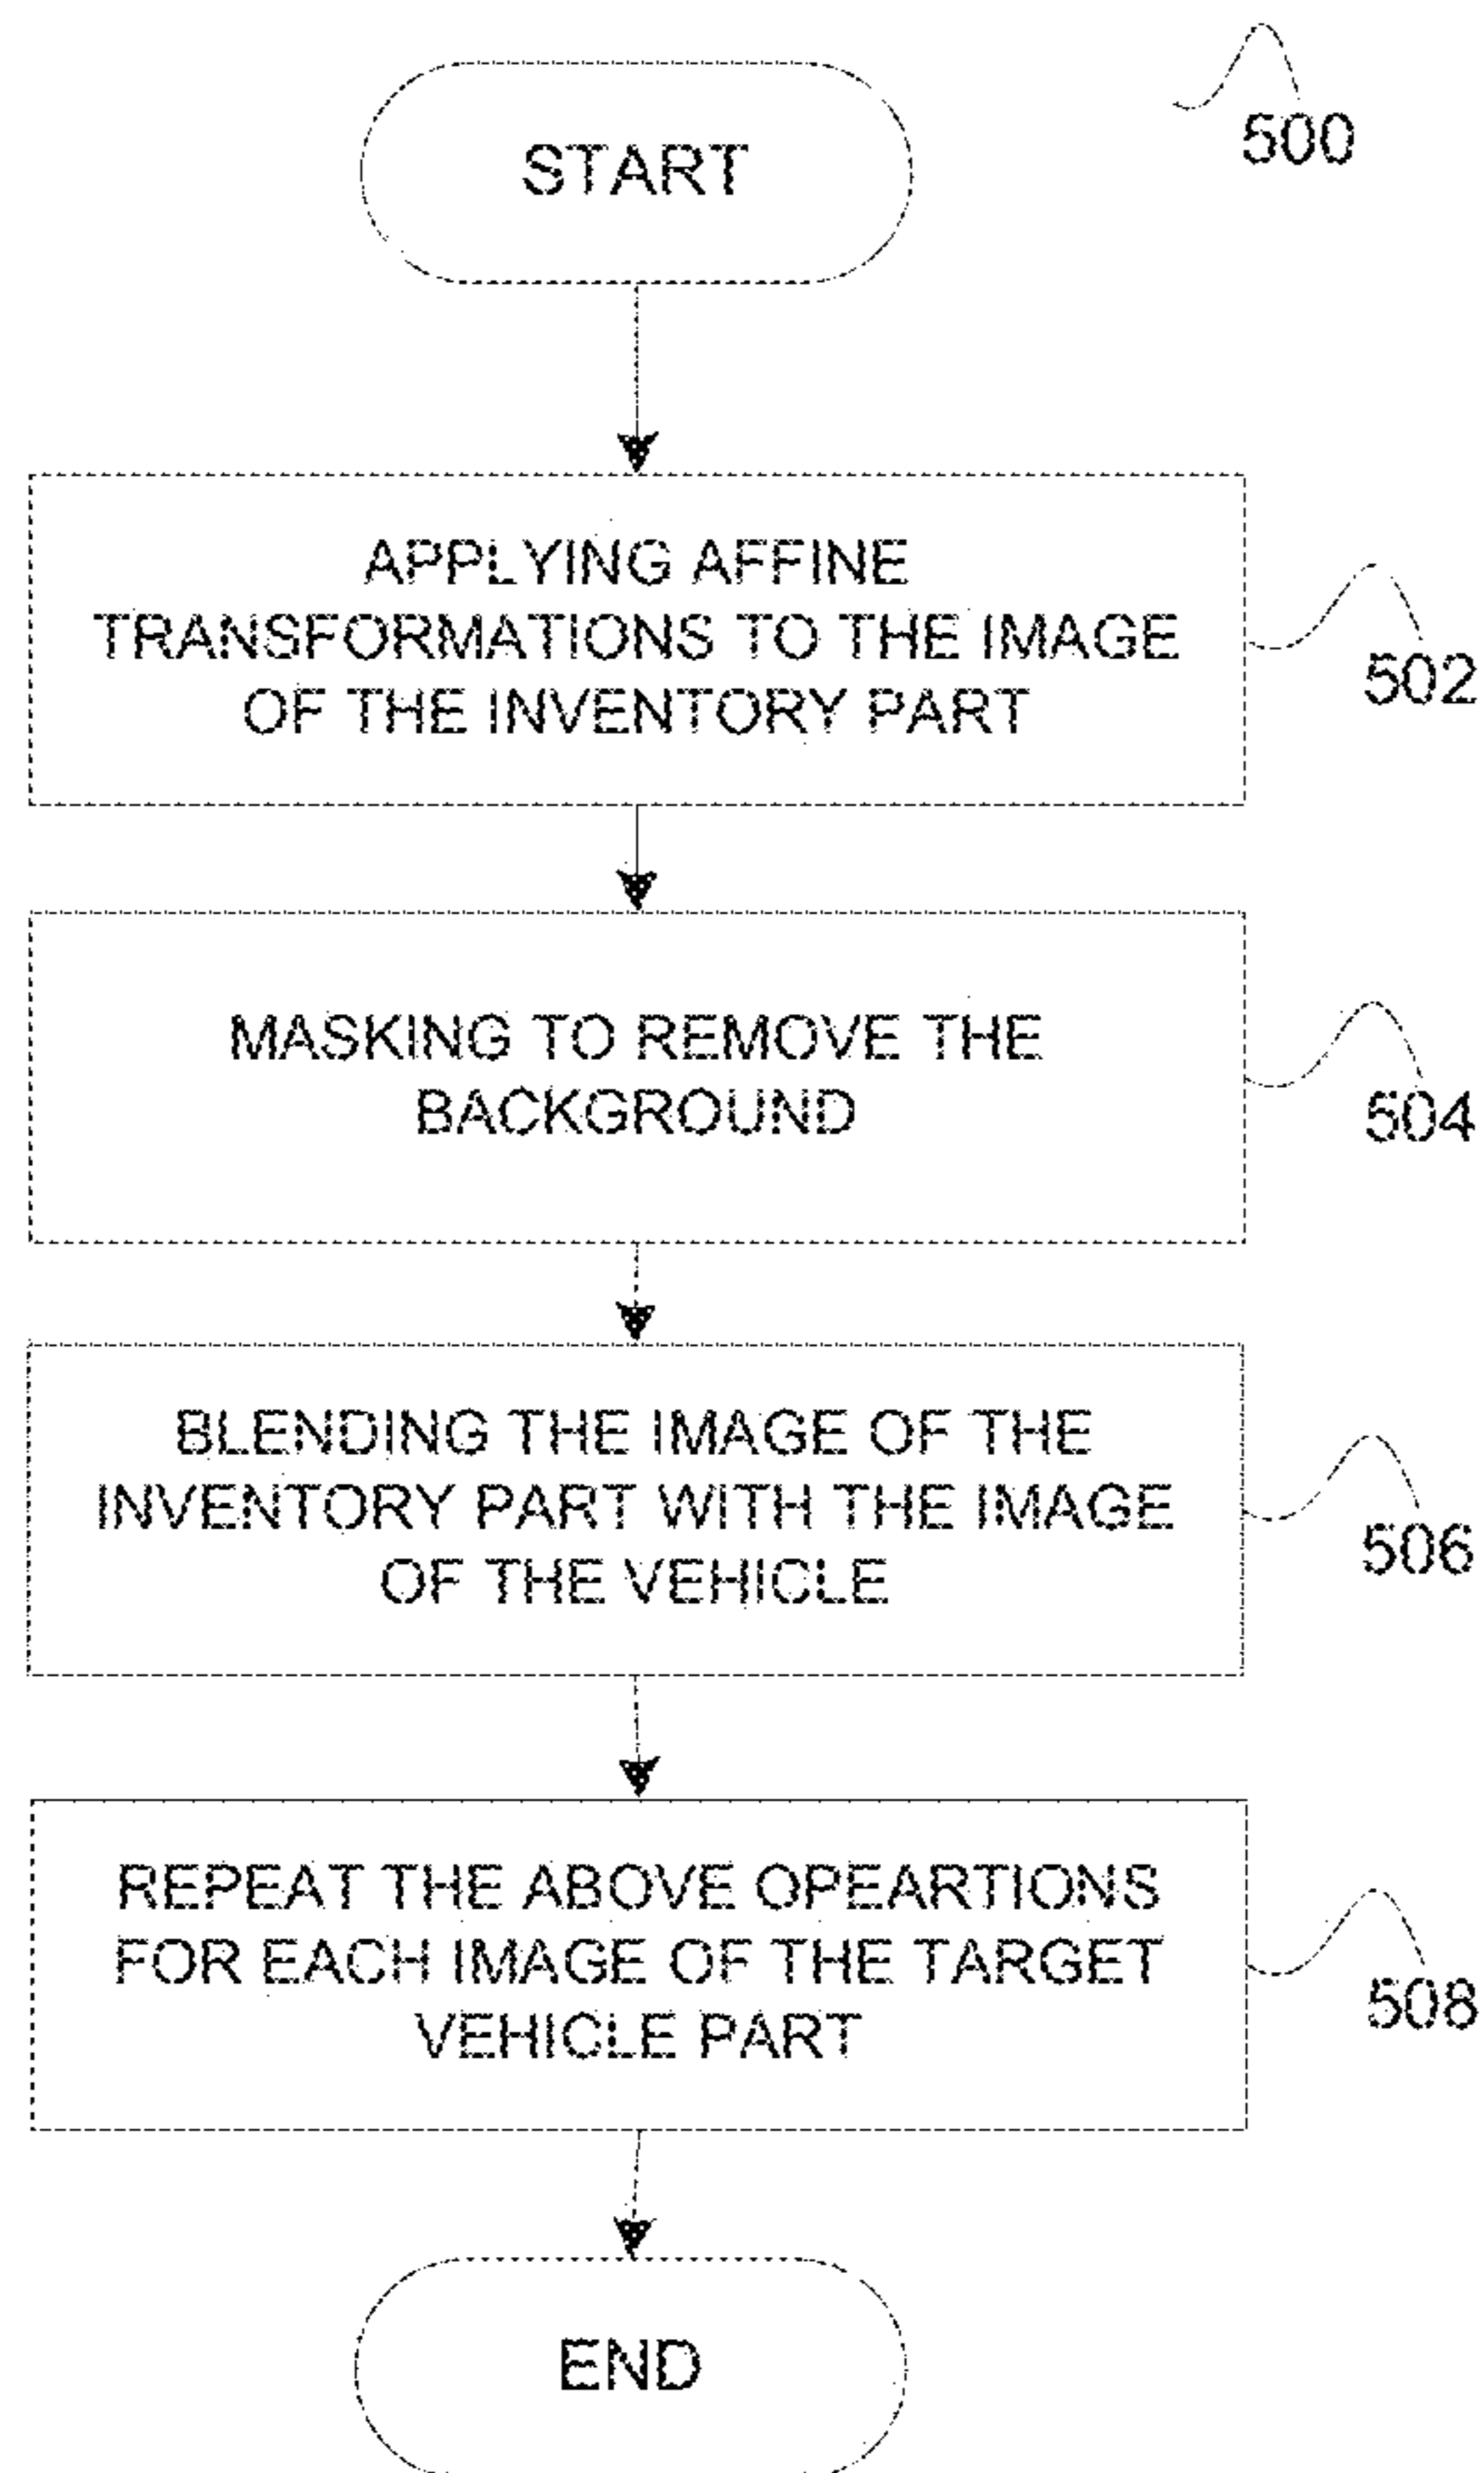 START
500
APPLYING AFFINE
TRANSFORMATIONS TO THE IMAGE
OF THE INVENTORY PART
502
MASKING TO REMOVE THE
BACKGROUND
504
BLENDING THE IMAGE OF THE
INVENTORY PART WITH THE IMAGE
OF THE VEHICLE
506
REPEAT THE ABOVE OPEARTIONS
FOR EACH IMAGE OF THE TARGET
VEHICLE PART
508
END